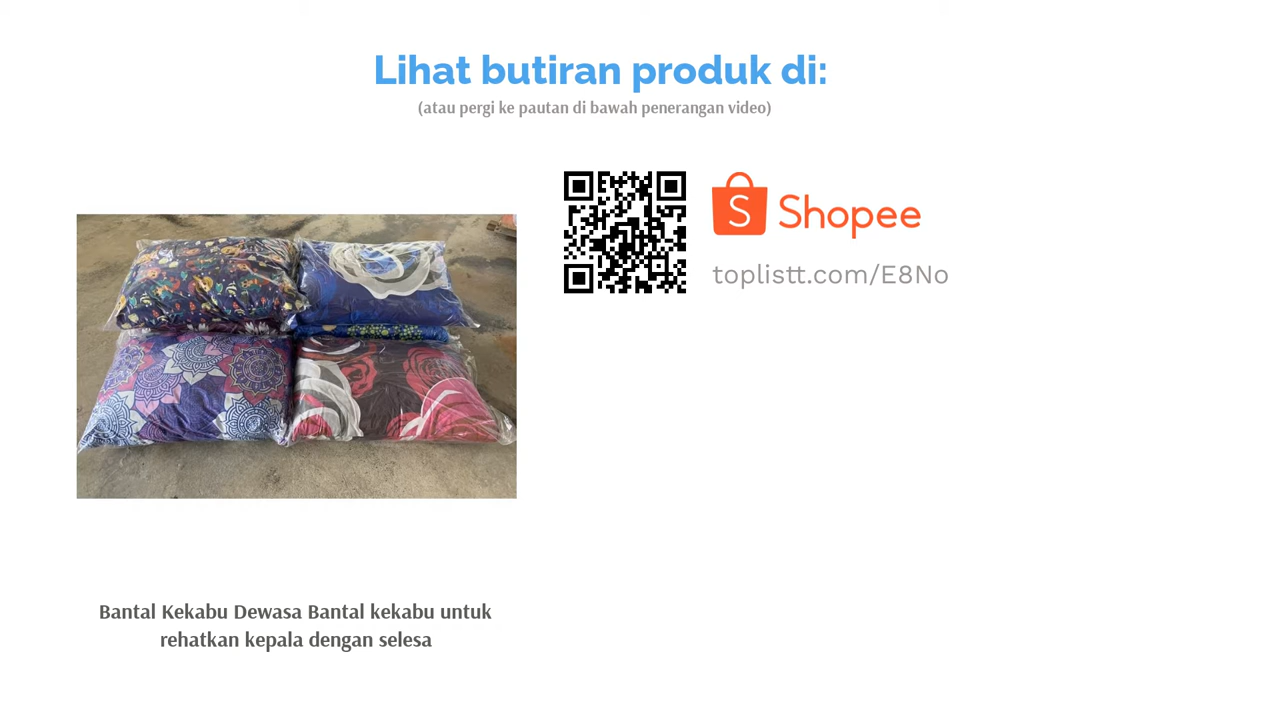 Lihat butiran produk di:
(atau pergi ke pautan di bawah penerangan video)
S Shopee
toplistt.com/E8No
Bantal Kekabu Dewasa Bantal kekabu untuk
rehatkan kepala dengan selesa